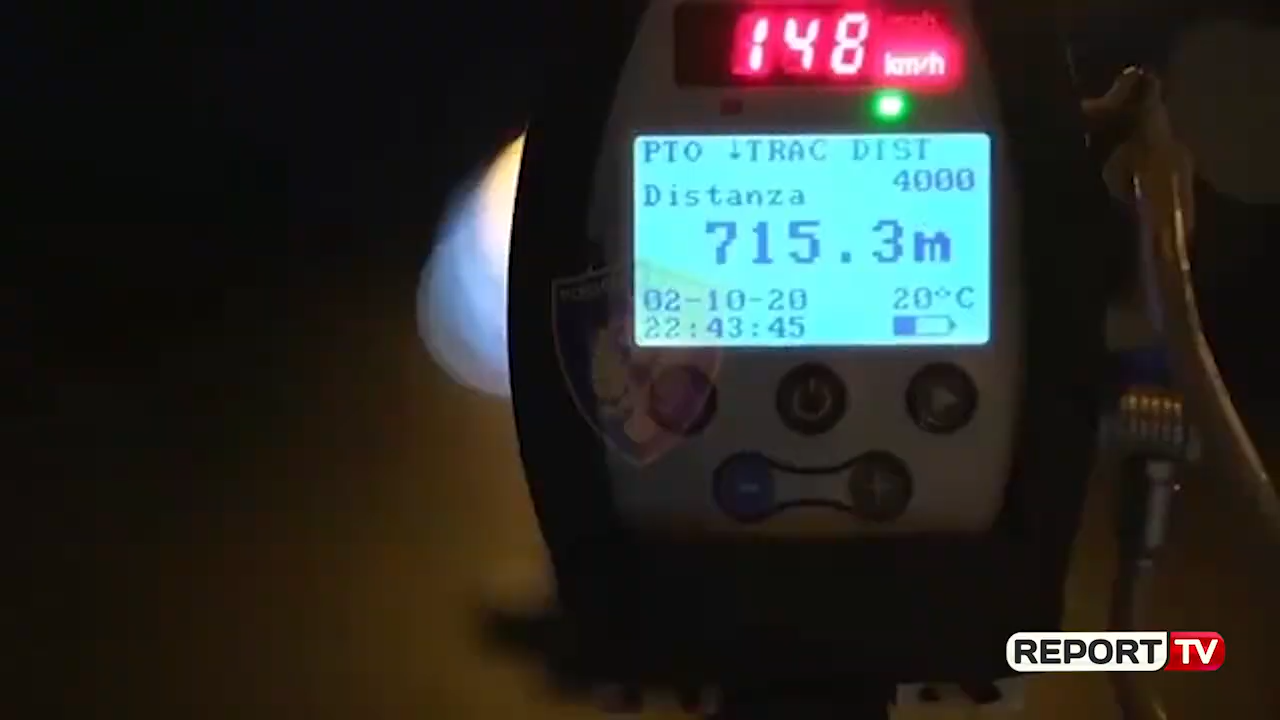 148 km/h
PTO ↓TRAC DIST
4000
Distanza
715.3m
02-10-20 20°C
22:43:45
REPORT TV